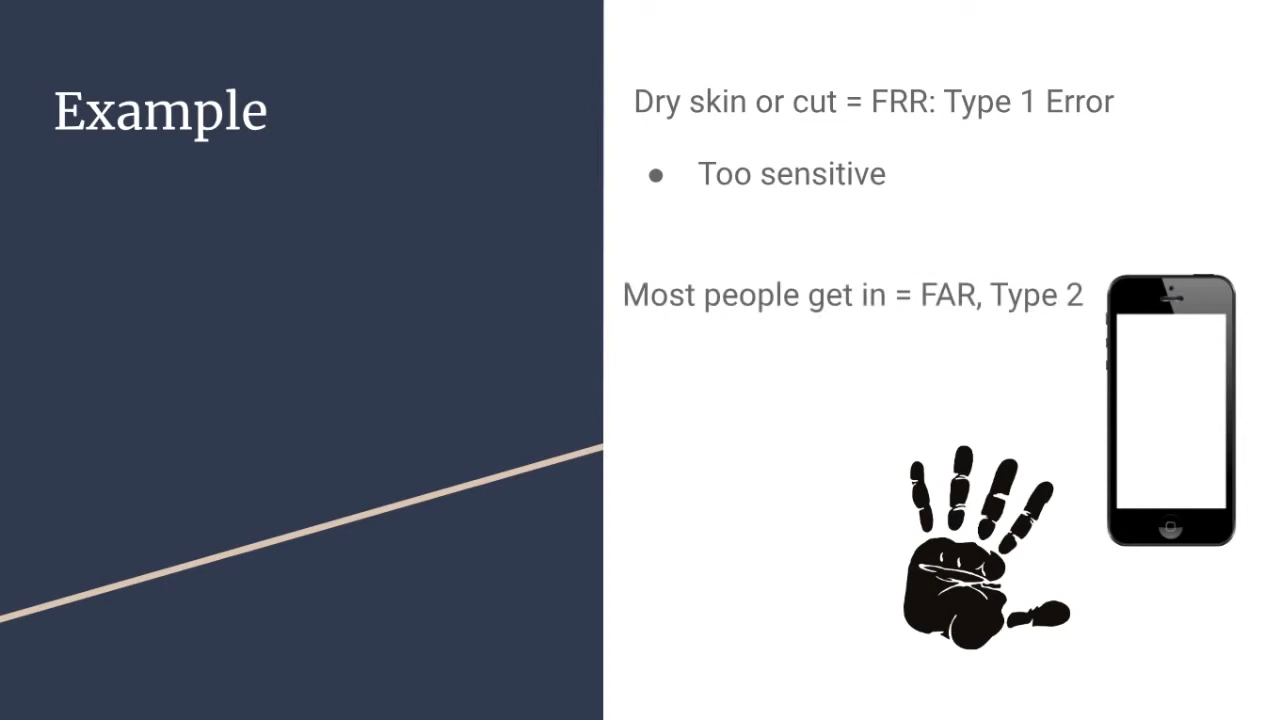 Example
Dry skin or cut = FRR: Type 1 Error
● Too sensitive
Most people get in = FAR, Type 2